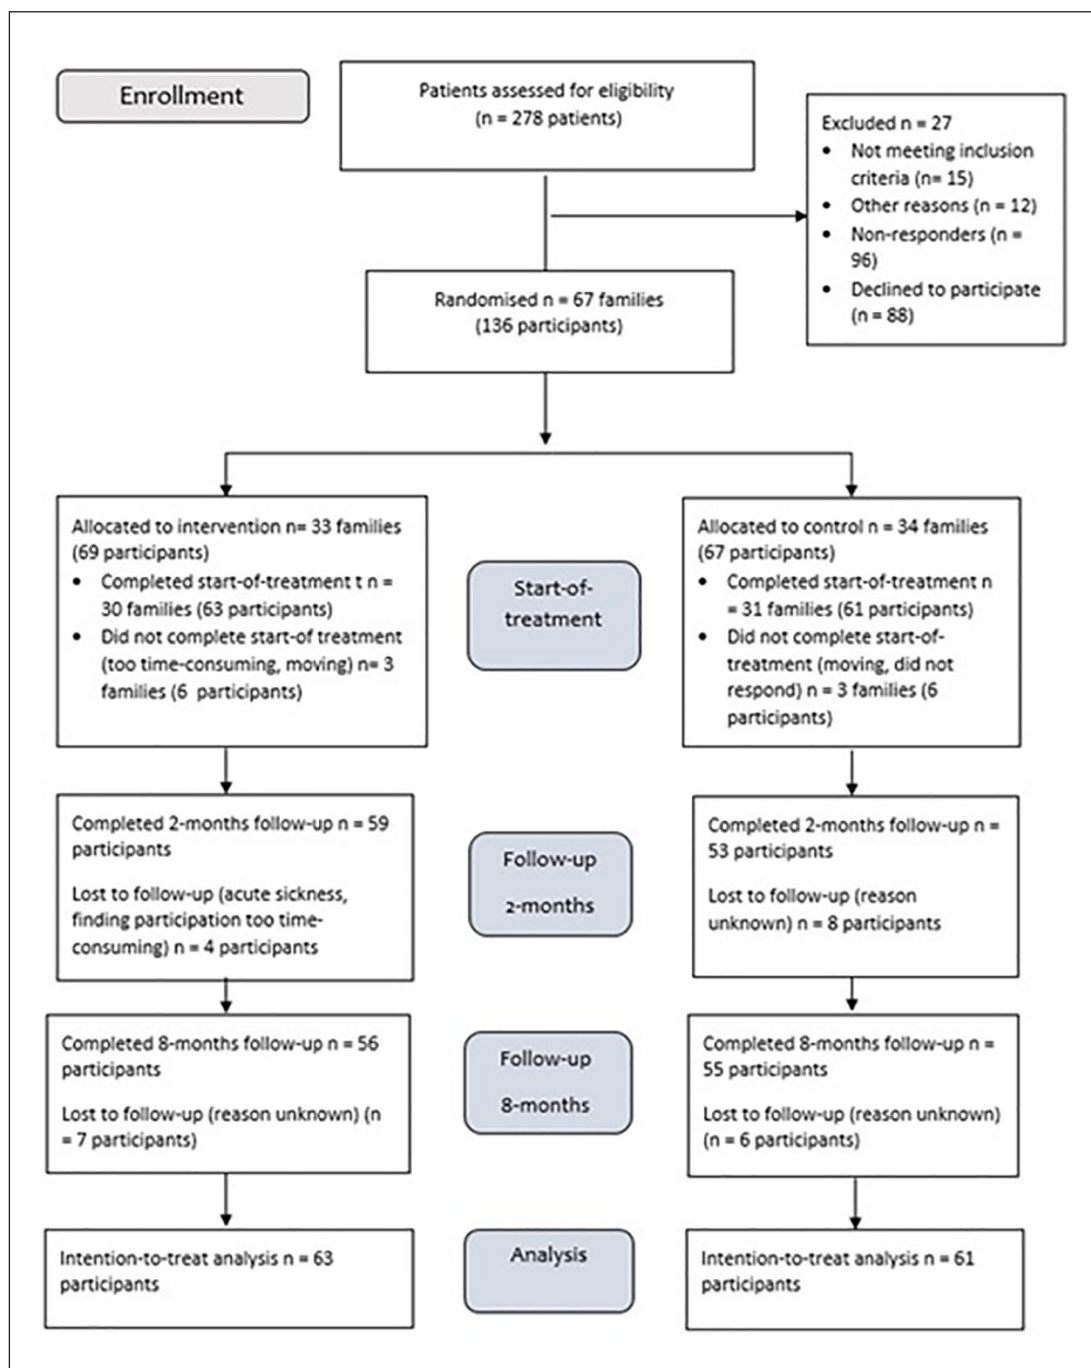 Enrollment
Patients assessed for eligibility
(n = 278 patients)
Excluded n = 27
• Not meeting inclusion
criteria (n= 15)
• Other reasons (n = 12)
• Non-responders (n =
96)
• Declined to participate
(n = 88)
Randomised n = 67 families
(136 participants)
Allocated to intervention n= 33 families
(69 participants)
• Completed start-of-treatment t n =
30 families (63 participants)
• Did not complete start-of treatment
(too time-consuming, moving) n= 3
families (6 participants)
Start-of-
treatment
Allocated to control n = 34 families
(67 participants)
• Completed start-of-treatment n
= 31 families (61 participants)
• Did not complete start-of-
treatment (moving, did not
respond) n = 3 families (6
participants)
Completed 2-months follow-up n = 59
participants
Lost to follow-up (acute sickness,
finding participation too time-
consuming) n = 4 participants
Follow-up
2-months
Completed 2-months follow-up n =
53 participants
Lost to follow-up (reason
unknown) n = 8 participants
Completed 8-months follow-up n = 56
participants
Lost to follow-up (reason unknown) (n
= 7 participants)
Follow-up
8-months
Completed 8-months follow-up n =
55 participants
Lost to follow-up (reason unknown)
(n = 6 participants)
Intention-to-treat analysis n = 63
participants
Analysis
Intention-to-treat analysis n = 61
participants